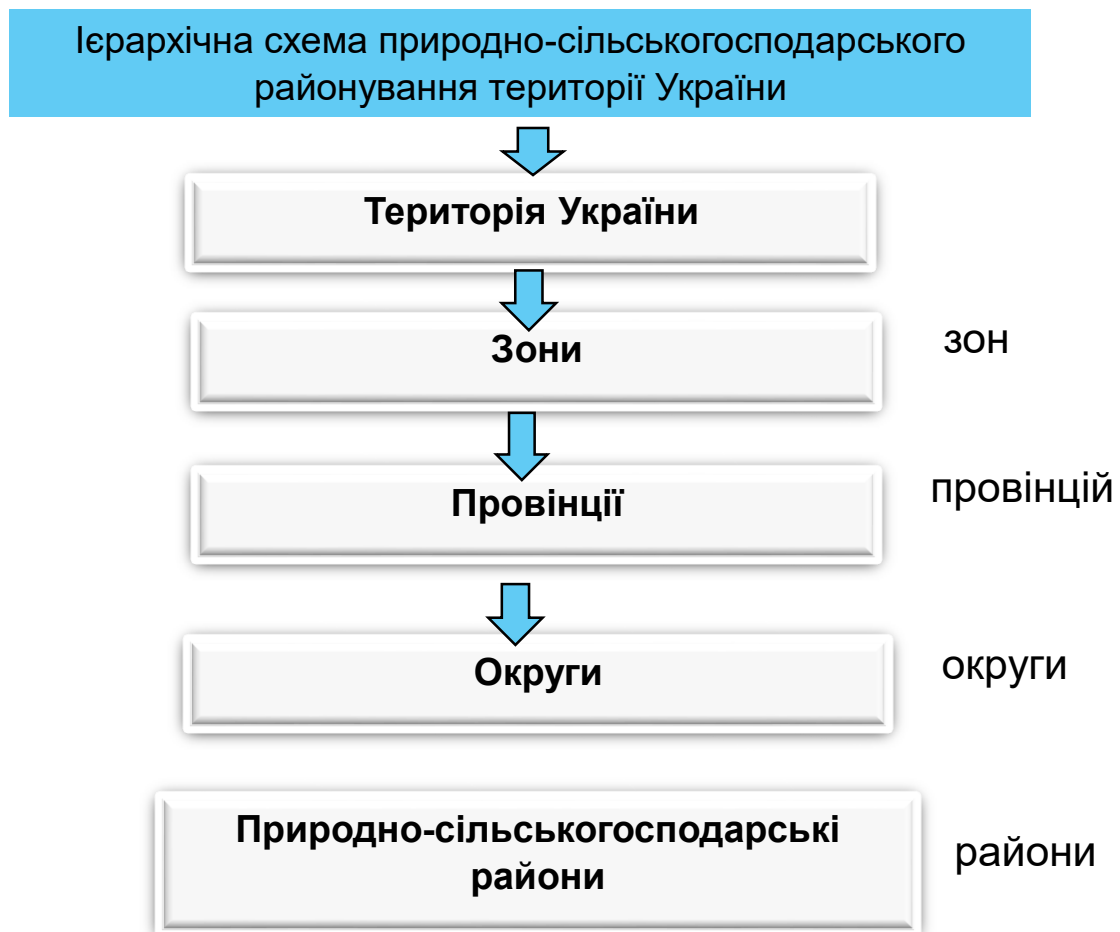 Ієрархічна схема природно-сільськогосподарського
районування території України
Територія України
Зони
зон
Провінції
провінцій
Округи
округи
Природно-сільськогосподарські
райони
райони